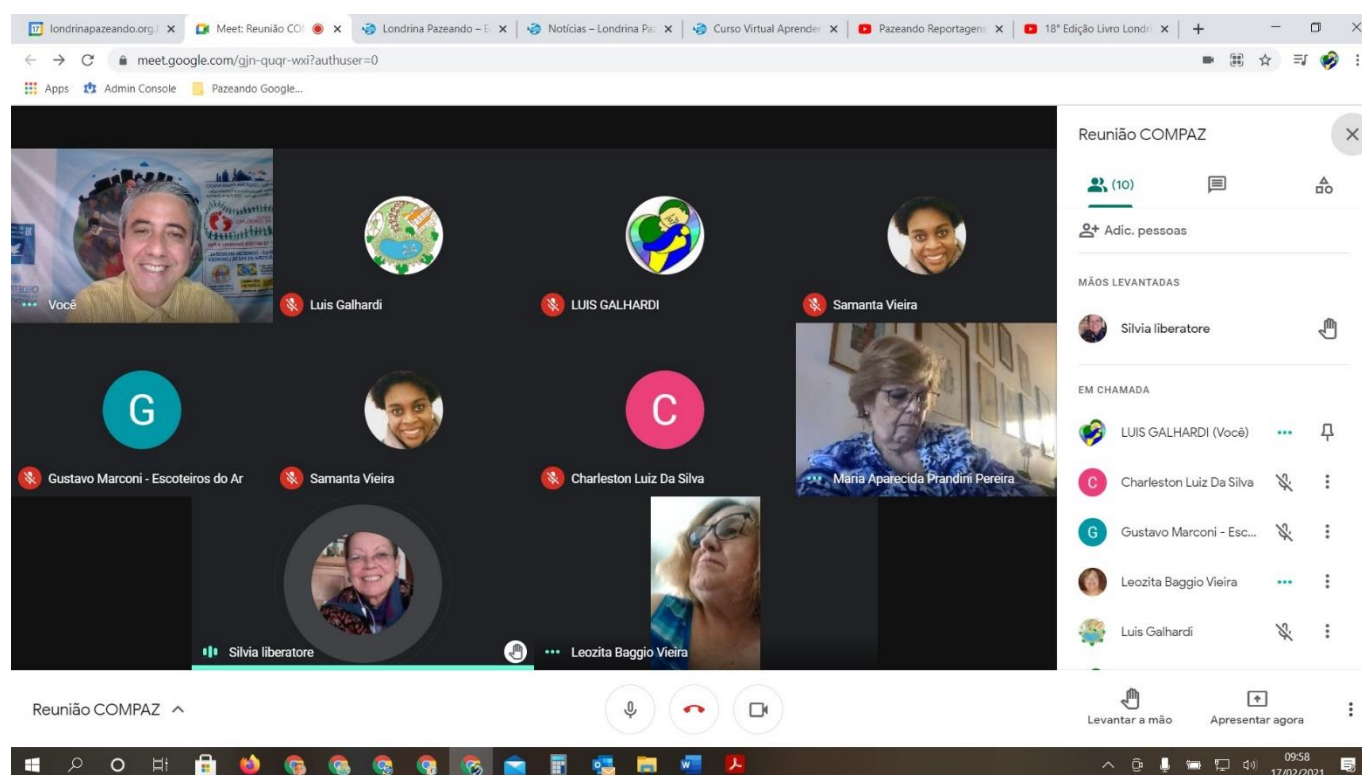 londrinapazeando.org.
Meet: Reunião CO
Londrina Pazeando – E
Notícias – Londrina Pa
Curso Virtual Aprender
Pazeando Reportagens
18° Edição Livro Londri
meet.google.com/gjn-quqr-wxi?authuser=0
Apps
Admin Console
Pazeando Google...
Você
Luis Galhardi
LUIS GALHARDI
Samanta Vieira
G
C
Gustavo Marconi - Escoteiros do Ar
Samanta Vieira
Charleston Luiz Da Silva
Maria Aparecida Prandini Pereira
Silvia liberatore
Leozita Baggio Vieira
Reunião COMPAZ
(10)
Adic. pessoas
MÃOS LEVANTADAS
Silvia liberatore
EM CHAMADA
LUIS GALHARDI (Você)
C Charleston Luiz Da Silva
G Gustavo Marconi - Esc...
Leozita Baggio Vieira
Luis Galhardi
Reunião COMPAZ
Levantar a mão
Apresentar agora
09:58
17/02/2021